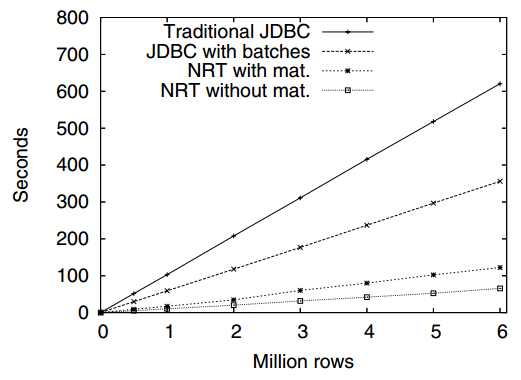 800
700
600
500
400
300
200
100
0
Seconds
Traditional JDBC
JDBC with batches
NRT with mat.
NRT without mat.
0 1 2 3 4 5 6
Million rows